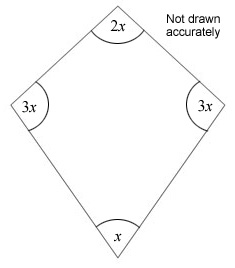 2x
Not drawn
accurately
3x
3x
x